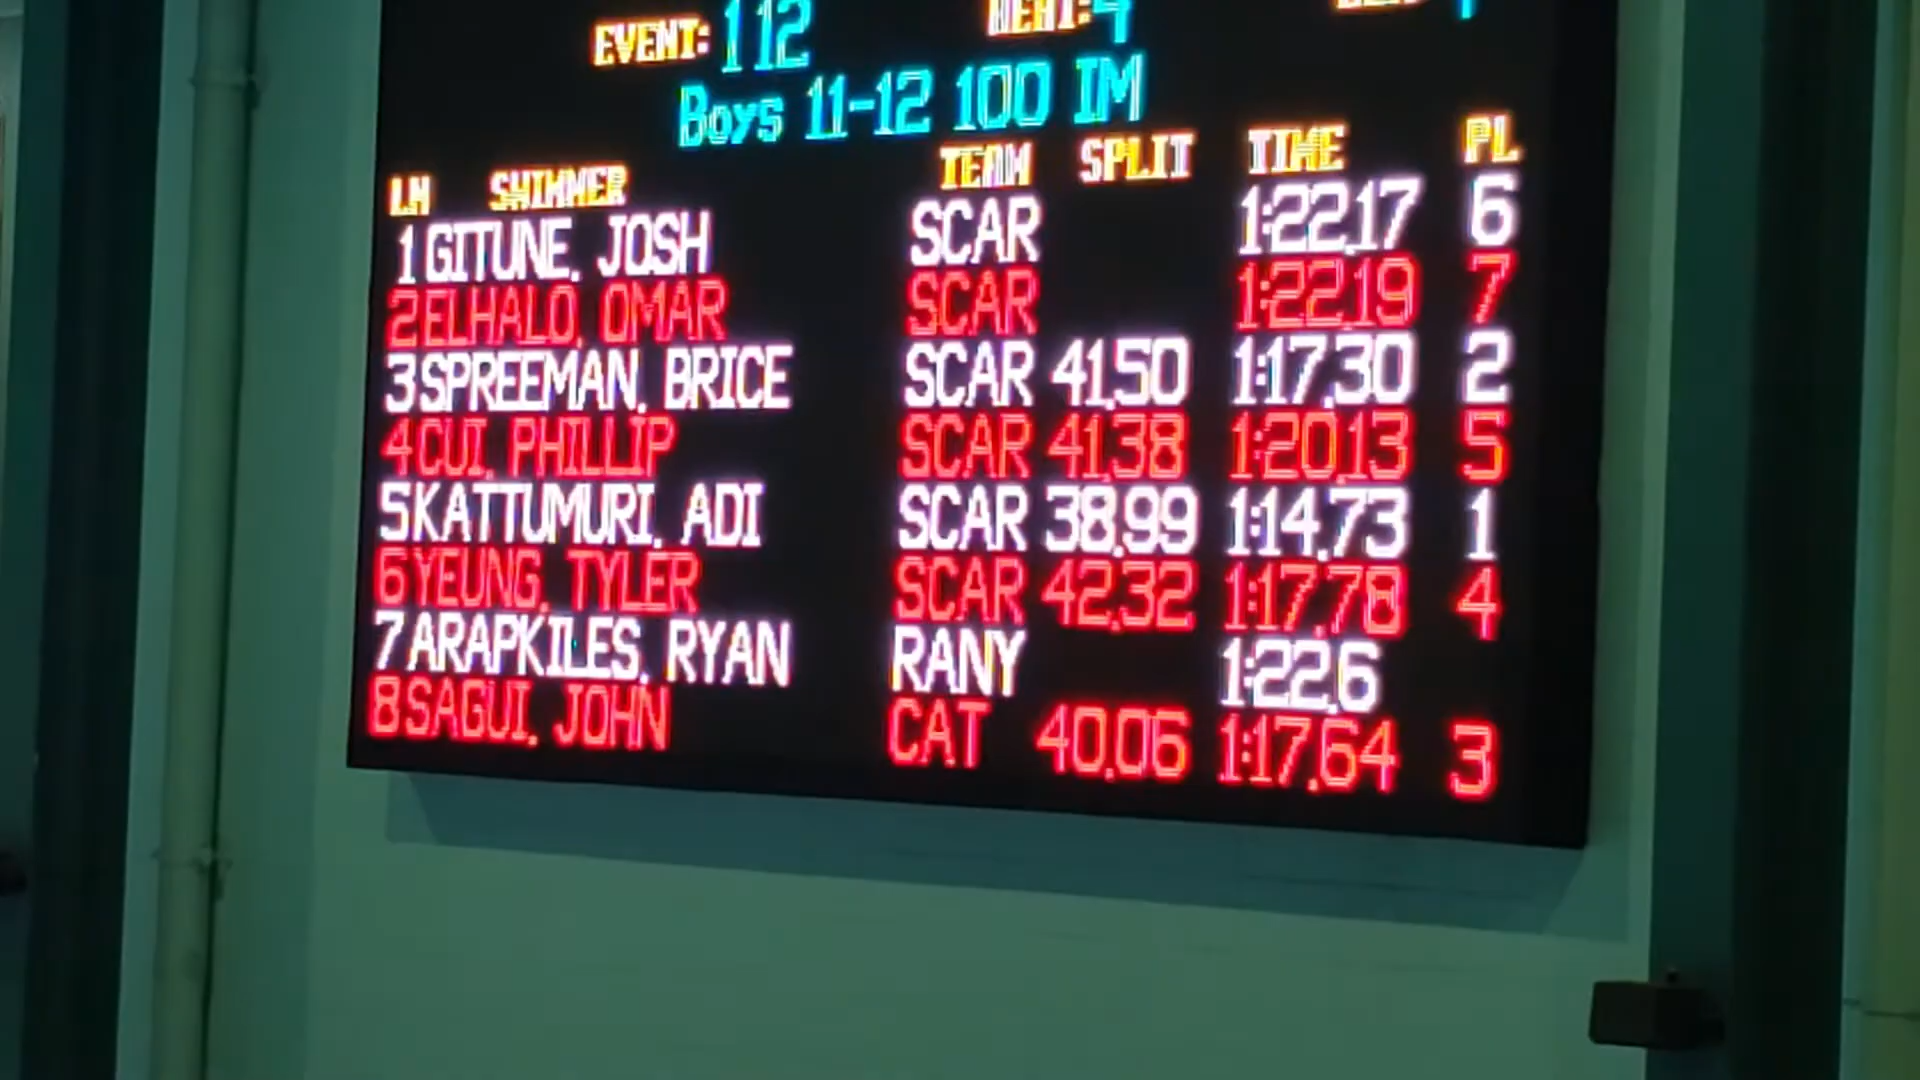 EVENT: 112 HEAT: 4
Boys 11-12 100 IM
LN SWIMMER TEAM SPLIT TIME PL
1 GITUNE, JOSH SCAR 1:22.17 6
2 ELHALO, OMAR SCAR 1:22.19 7
3 SPREEMAN, BRICE SCAR 41.50 1:17.30 2
4 CUI, PHILLIP SCAR 41.38 1:20.13 5
5 KATTUMURI, ADI SCAR 38.99 1:14.73 1
6 YEUNG, TYLER SCAR 42.32 1:17.78 4
7 ARAPKILES, RYAN RANY 1:22.6
8 SAGUI, JOHN CAT 40.06 1:17.64 3